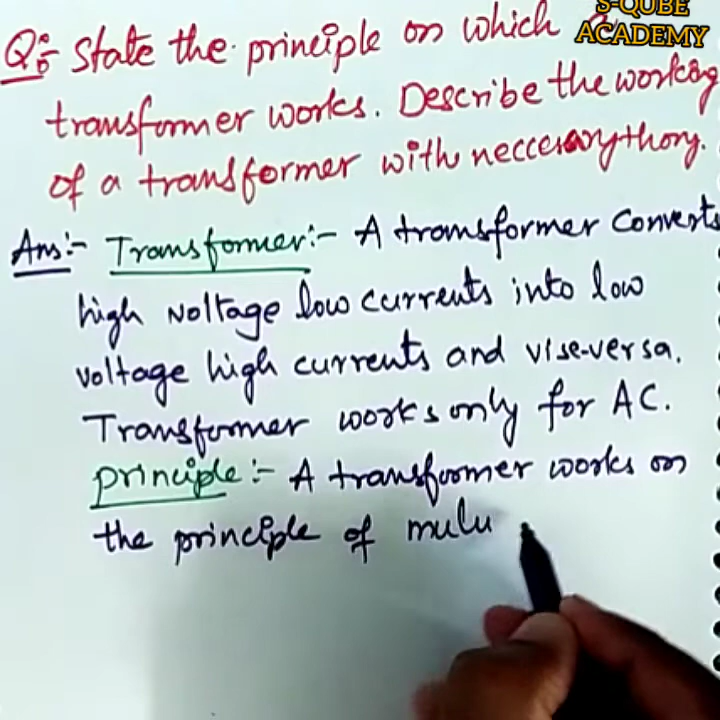 S-QUBE
ACADEMY
Q:- State the principle on which a
transformer works. Describe the working
of a transformer with neccessary thory.
Ans:- Transformer:- A transformer converts
high voltage low currents into low
voltage high currents and vise-versa.
Transformer works only for AC.
principle:- A transformer works on
the principle of mulu